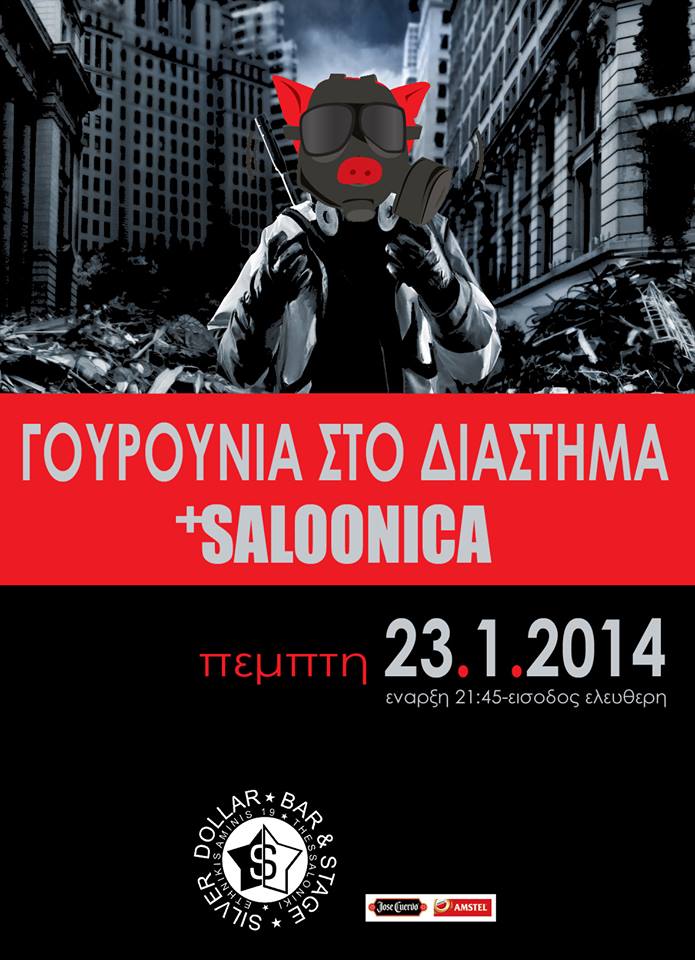 ΓΟΥΡΟΥΝΙΑ ΣΤΟ ΔΙΑΣΤΗΜΑ
+SALOONICA
πεμπτη 23.1.2014
εναρξη 21:45-εισοδος ελευθερη
SILVER DOLLAR ★ BAR & STAGE ★
ETHNIKIS AMINIS 19 ★ THESSALONIKI ★
$
Jose Cuervo
AMSTEL